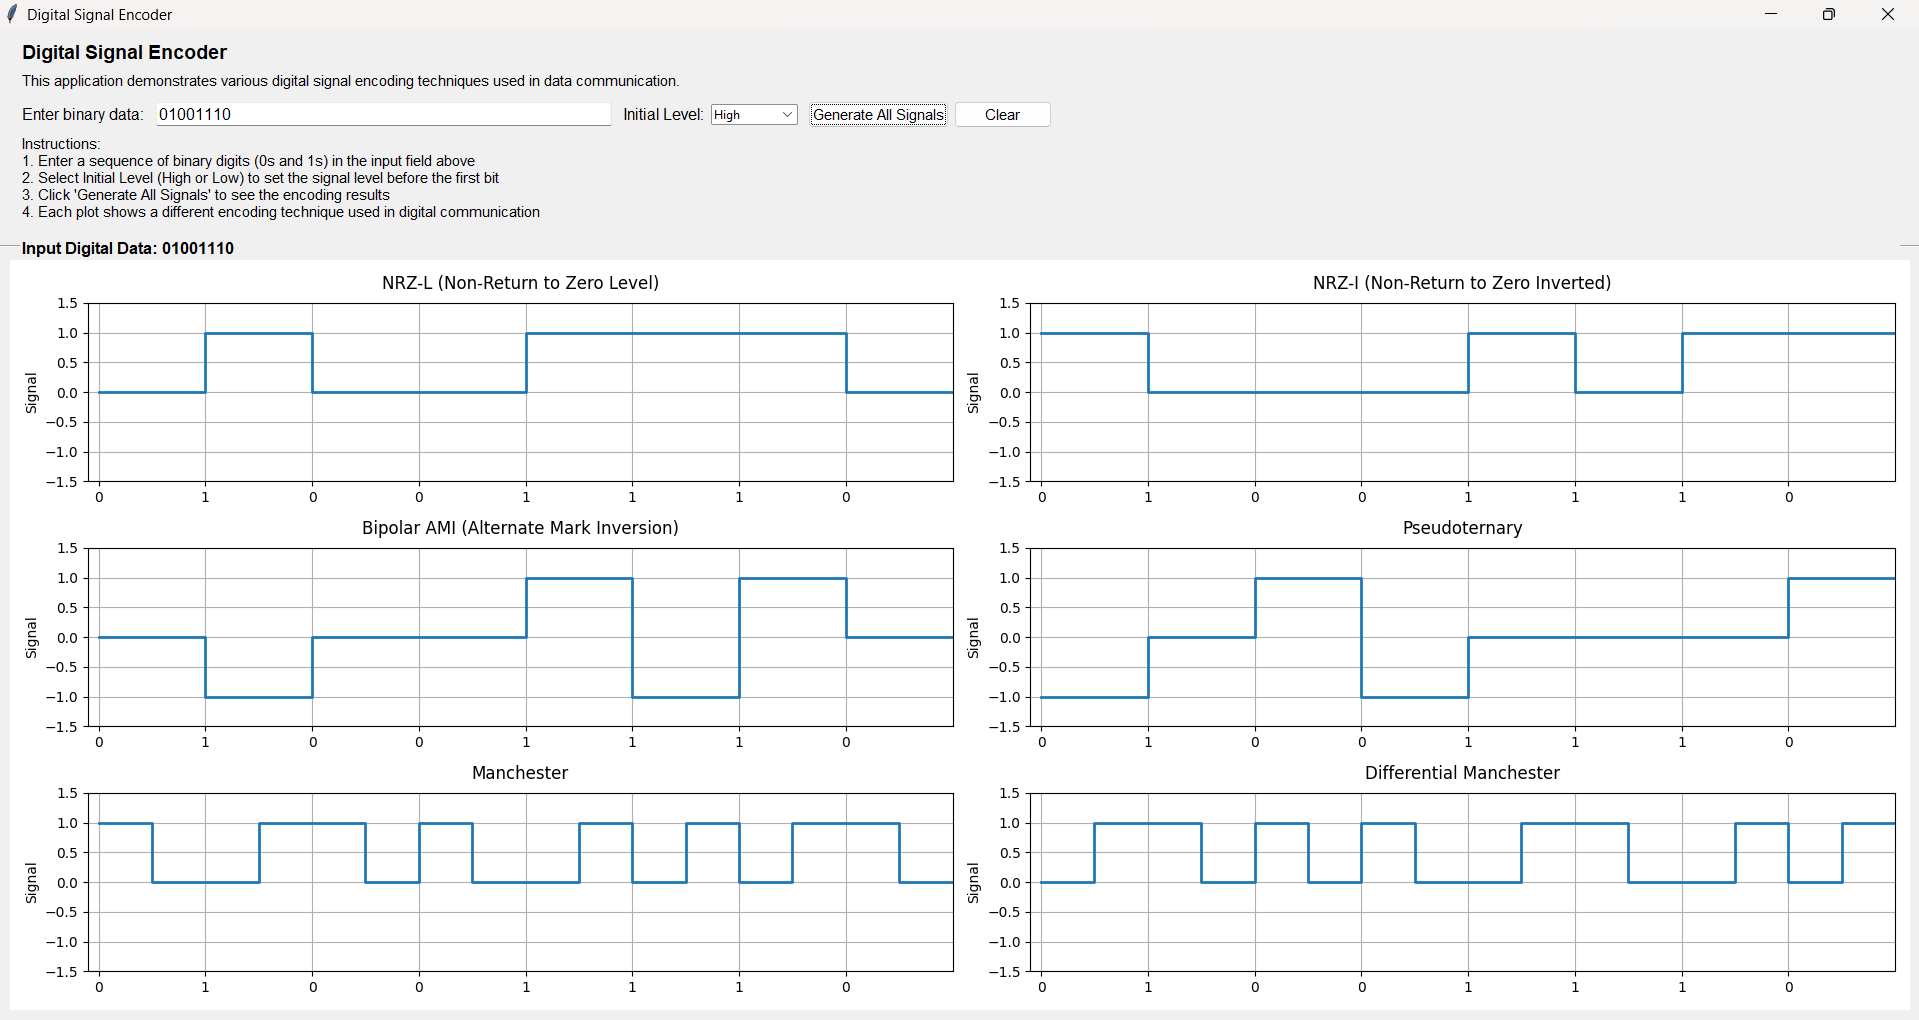 Digital Signal Encoder
Digital Signal Encoder
This application demonstrates various digital signal encoding techniques used in data communication.
Enter binary data: 01001110 Initial Level: High Generate All Signals Clear
Instructions:
1. Enter a sequence of binary digits (0s and 1s) in the input field above
2. Select Initial Level (High or Low) to set the signal level before the first bit
3. Click 'Generate All Signals' to see the encoding results
4. Each plot shows a different encoding technique used in digital communication
Input Digital Data: 01001110
NRZ-L (Non-Return to Zero Level)
1.5
1.0
0.5
0.0
−0.5
−1.0
−1.5
Signal
0 1 0 0 1 1 1 0
NRZ-I (Non-Return to Zero Inverted)
1.5
1.0
0.5
0.0
−0.5
−1.0
−1.5
Signal
0 1 0 0 1 1 1 0
Bipolar AMI (Alternate Mark Inversion)
1.5
1.0
0.5
0.0
−0.5
−1.0
−1.5
Signal
0 1 0 0 1 1 1 0
Pseudoternary
1.5
1.0
0.5
0.0
−0.5
−1.0
−1.5
Signal
0 1 0 0 1 1 1 0
Manchester
1.5
1.0
0.5
0.0
−0.5
−1.0
−1.5
Signal
0 1 0 0 1 1 1 0
Differential Manchester
1.5
1.0
0.5
0.0
−0.5
−1.0
−1.5
Signal
0 1 0 0 1 1 1 0